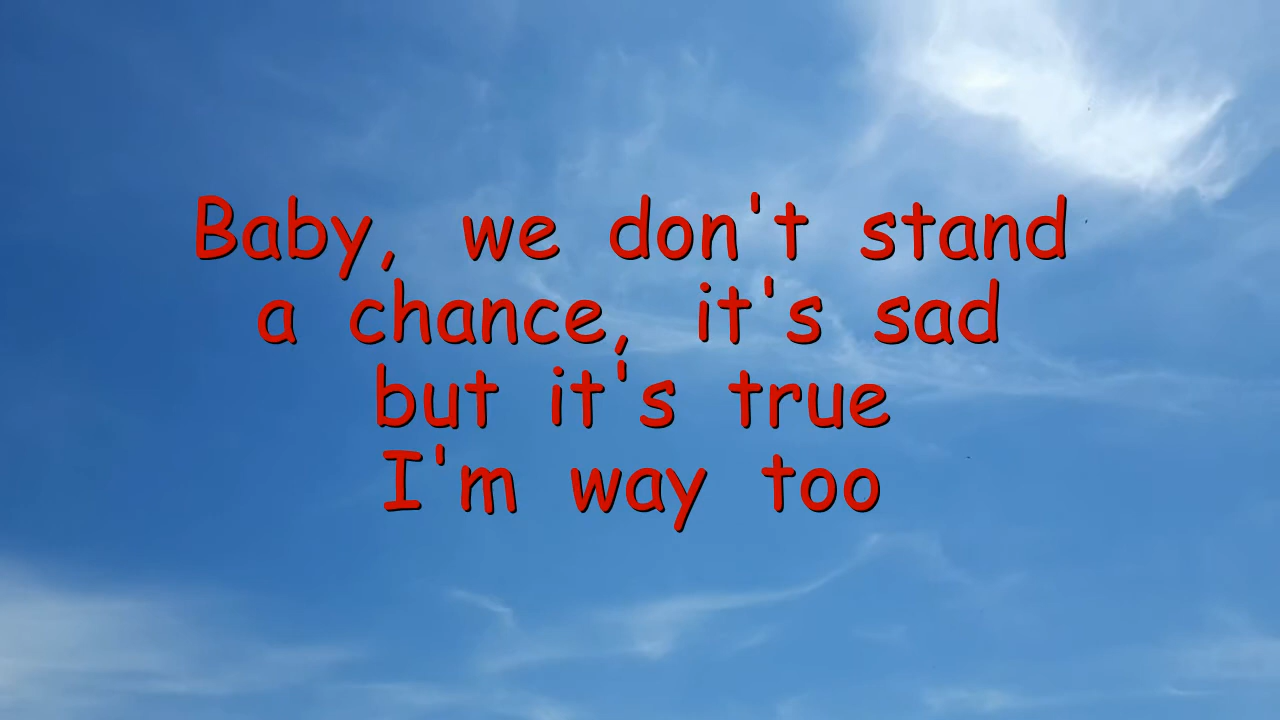 Baby, we don't stand
a chance, it's sad
but it's true
I'm way too